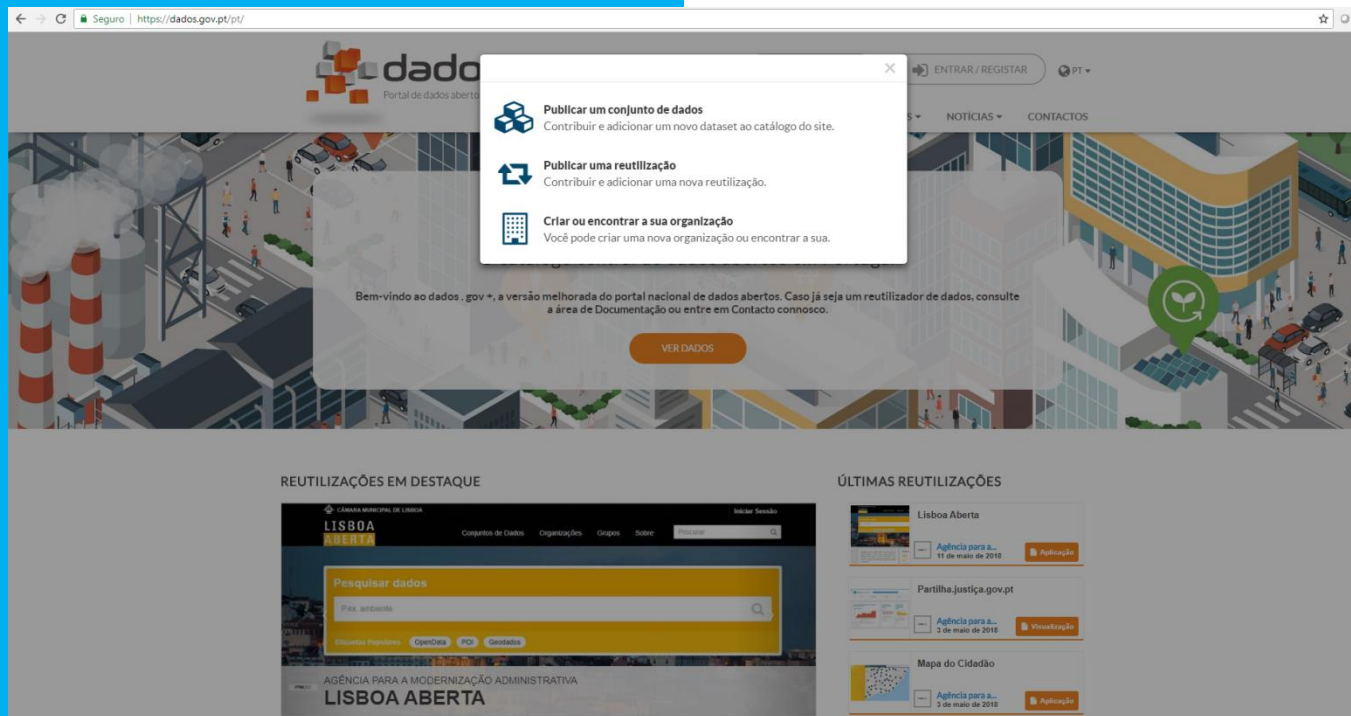 Seguro | https://dados.gov.pt/pt/
dado
Portal de dados aberto
ENTRAR / REGISTAR
PT
NOTÍCIAS
CONTACTOS
Publicar um conjunto de dados
Contribuir e adicionar um novo dataset ao catálogo do site.
Publicar uma reutilização
Contribuir e adicionar uma nova reutilização.
Criar ou encontrar a sua organização
Você pode criar uma nova organização ou encontrar a sua.
Bem-vindo ao dados . gov +, a versão melhorada do portal nacional de dados abertos. Caso já seja um reutilizador de dados, consulte
a área de Documentação ou entre em Contacto connosco.
VER DADOS
REUTILIZAÇÕES EM DESTAQUE
CÂMARA MUNICIPAL DE LISBOA
Iniciar Sessão
LISBOA
ABERTA
Conjuntos de Dados Organizações Grupos Sobre Procurar
Pesquisar dados
P.ex. ambiente
Etiquetas Populares OpenData POI Geodados
AGÊNCIA PARA A MODERNIZAÇÃO ADMINISTRATIVA
LISBOA ABERTA
ÚLTIMAS REUTILIZAÇÕES
Lisboa Aberta
Agência para a...
11 de maio de 2018
Aplicação
Partilha.justiça.gov.pt
Agência para a...
3 de maio de 2018
Visualização
Mapa do Cidadão
Agência para a...
3 de maio de 2018
Aplicação